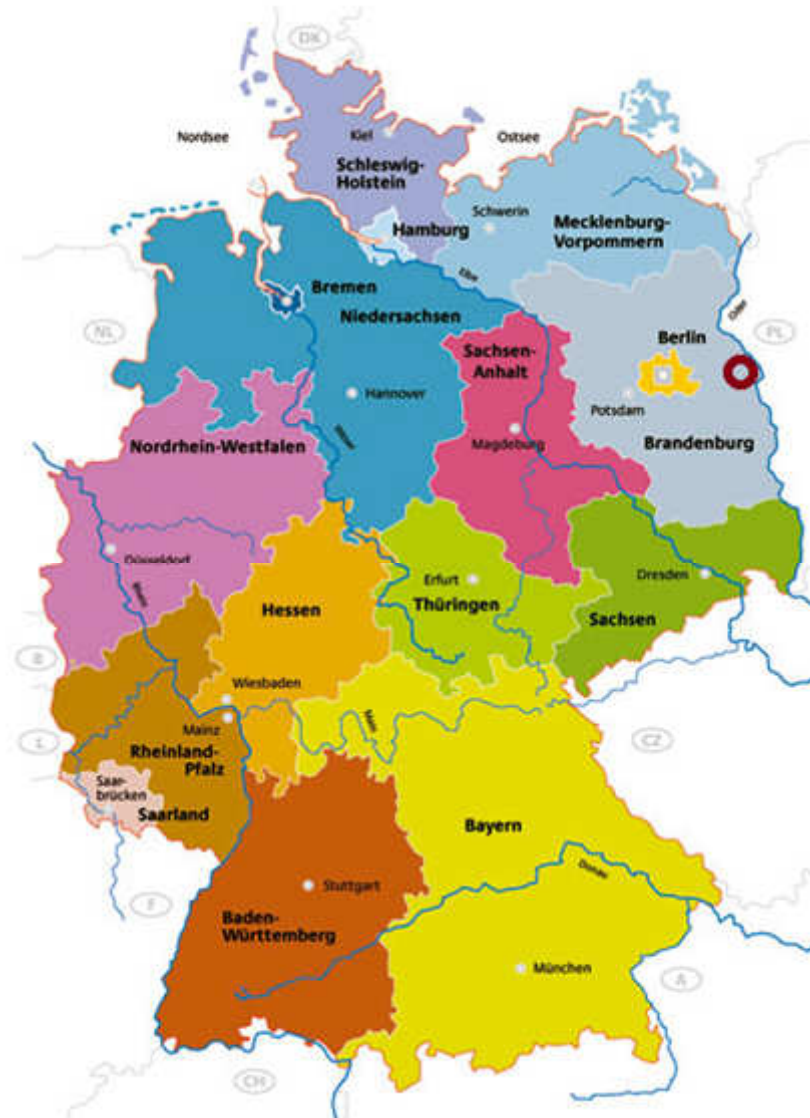 DK
Nordsee
Kiel
Ostsee
Schleswig-
Holstein
Schwerin
Mecklenburg-
Vorpommern
Hamburg
Elbe
Bremen
Niedersachsen
Oder
NL
PL
Berlin
Sachsen-
Anhalt
Hannover
Potsdam
Weser
Magdeburg
Brandenburg
Nordrhein-Westfalen
Düsseldorf
Rhein
Erfurt
Dresden
Hessen
Thüringen
Sachsen
B
Wiesbaden
Mainz
Main
L
CZ
Rheinland-
Pfalz
Saar-
brücken
Saarland
Bayern
Donau
Stuttgart
F
Baden-
Württemberg
München
A
CH